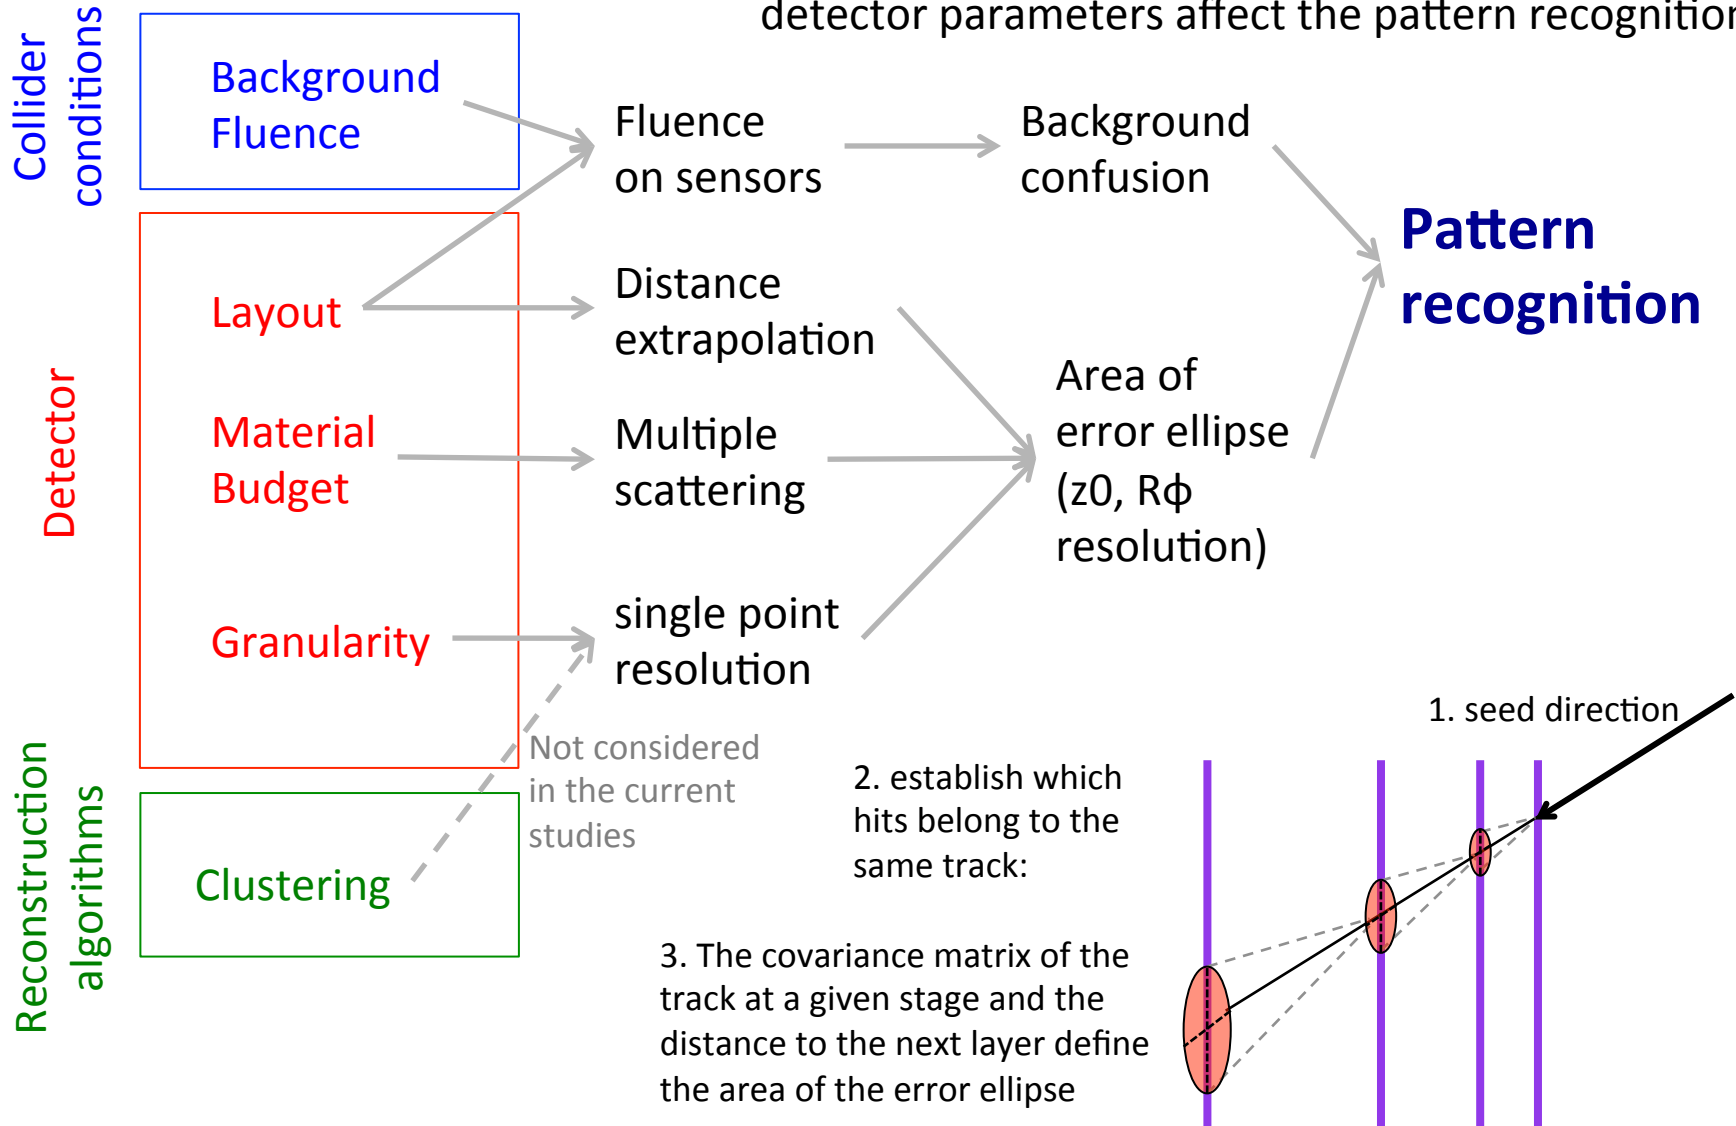 detector parameters affect the pattern recognition
Collider
conditions
Background
Fluence
Fluence
on sensors
Background
confusion
Pattern
recognition
Detector
Layout
Distance
extrapolation
Material
Budget
Multiple
scattering
Area of
error ellipse
(z0, Rϕ
resolution)
Granularity
single point
resolution
Not considered
in the current
studies
Reconstruction
algorithms
Clustering
1. seed direction
2. establish which
hits belong to the
same track:
3. The covariance matrix of the
track at a given stage and the
distance to the next layer define
the area of the error ellipse